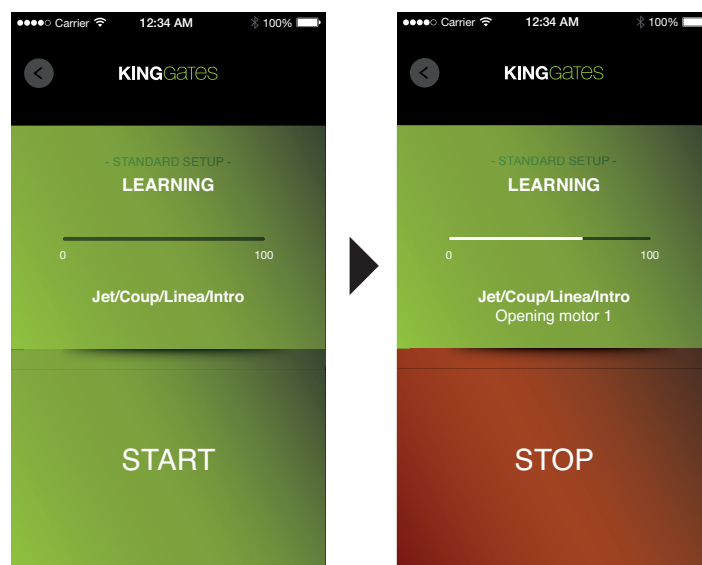 Carrier 12:34 AM 100%
KINGGATES
- STANDARD SETUP -
LEARNING
0 100
Jet/Coup/Linea/Intro
START
Carrier 12:34 AM 100%
KINGGATES
- STANDARD SETUP -
LEARNING
0 100
Jet/Coup/Linea/Intro
Opening motor 1
STOP